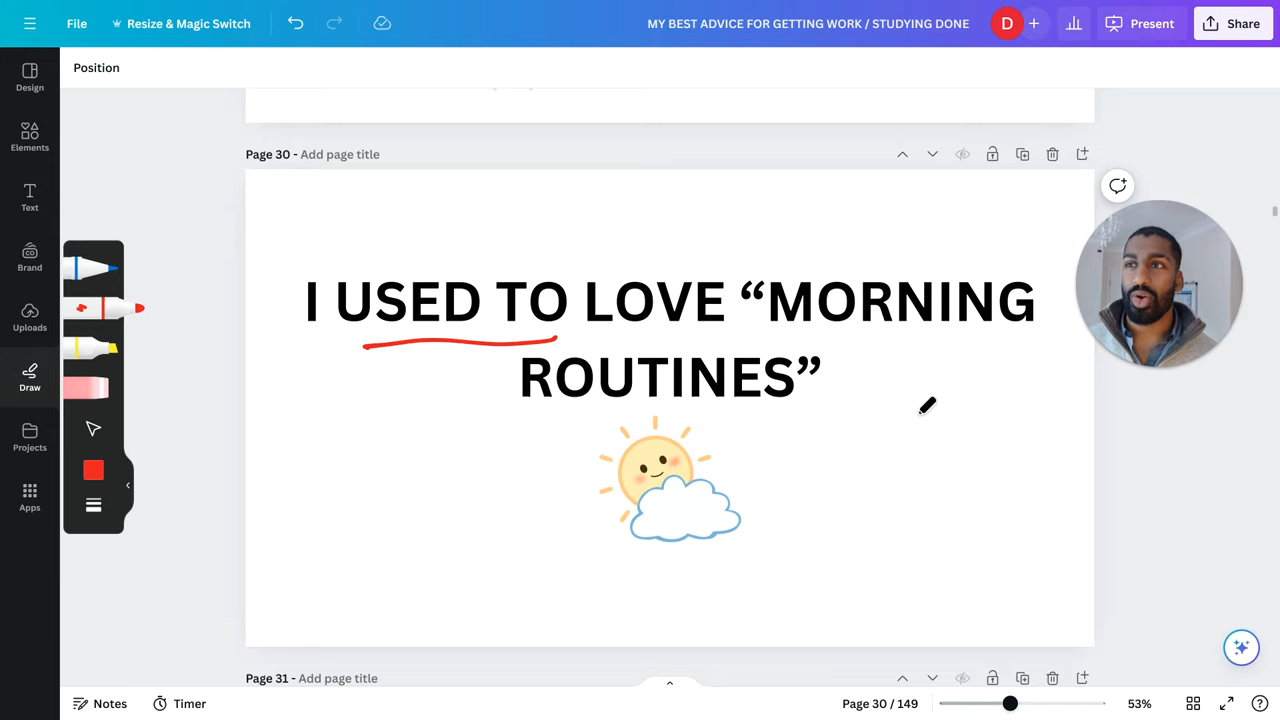 File
Resize & Magic Switch
MY BEST ADVICE FOR GETTING WORK / STUDYING DONE
D
Present
Share
Position
Design
Elements
Text
Brand
Uploads
Draw
Projects
Apps
Page 30 - Add page title
I USED TO LOVE “MORNING
ROUTINES”
Page 31 - Add page title
Notes
Timer
Page 30 / 149
53%